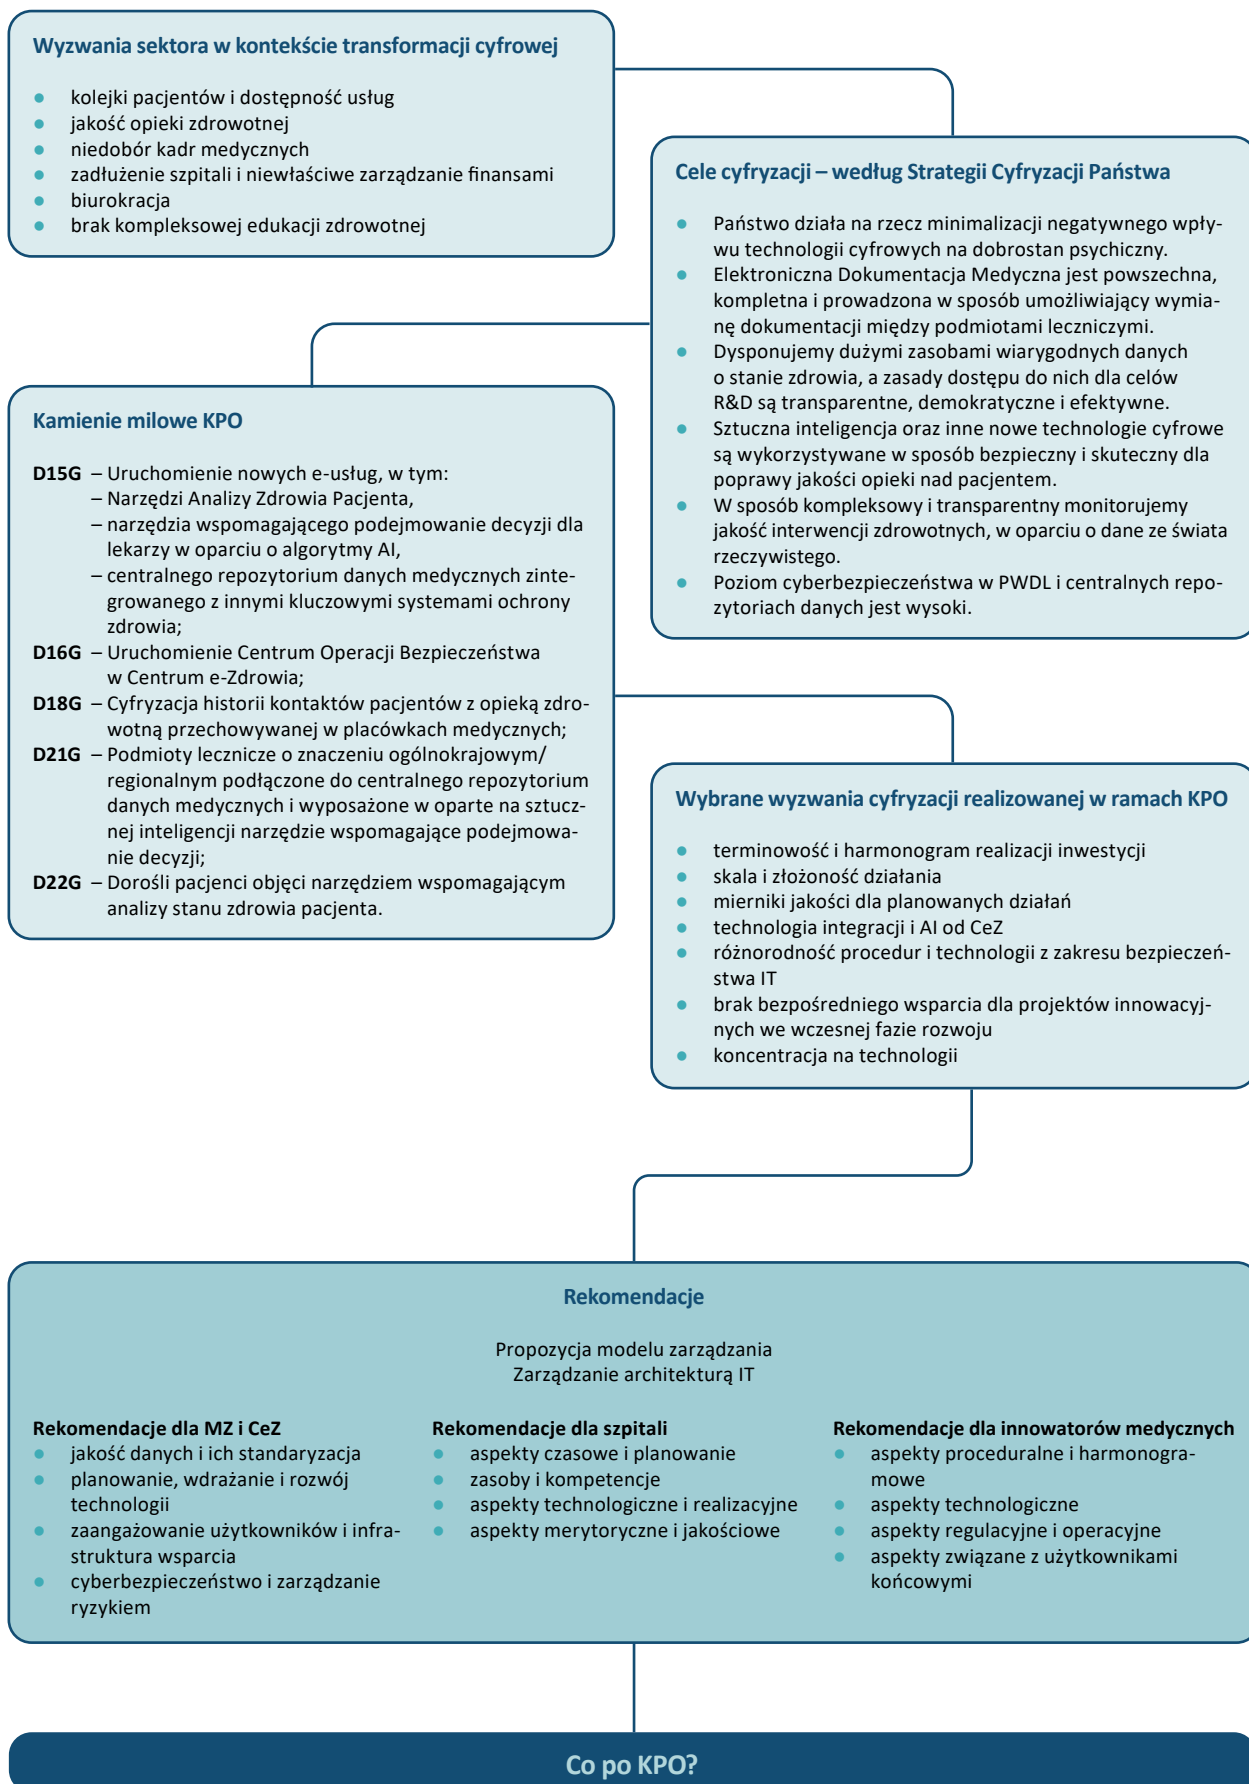 Wyzwania sektora w kontekście transformacji cyfrowej
● kolejki pacjentów i dostępność usług
● jakość opieki zdrowotnej
● niedobór kadr medycznych
● zadłużenie szpitali i niewłaściwe zarządzanie finansami
● biurokracja
● brak kompleksowej edukacji zdrowotnej
Cele cyfryzacji – według Strategii Cyfryzacji Państwa
● Państwo działa na rzecz minimalizacji negatywnego wpły-
wu technologii cyfrowych na dobrostan psychiczny.
● Elektroniczna Dokumentacja Medyczna jest powszechna,
kompletna i prowadzona w sposób umożliwiający wymia-
nę dokumentacji między podmiotami leczniczymi.
● Dysponujemy dużymi zasobami wiarygodnych danych
o stanie zdrowia, a zasady dostępu do nich dla celów
R&D są transparentne, demokratyczne i efektywne.
● Sztuczna inteligencja oraz inne nowe technologie cyfrowe
są wykorzystywane w sposób bezpieczny i skuteczny dla
poprawy jakości opieki nad pacjentem.
● W sposób kompleksowy i transparentny monitorujemy
jakość interwencji zdrowotnych, w oparciu o dane ze świata
rzeczywistego.
● Poziom cyberbezpieczeństwa w PWDL i centralnych repo-
zytoriach danych jest wysoki.
Kamienie milowe KPO
D15G – Uruchomienie nowych e-usług, w tym:
– Narzędzi Analizy Zdrowia Pacjenta,
– narzędzia wspomagającego podejmowanie decyzji dla
lekarzy w oparciu o algorytmy AI,
– centralnego repozytorium danych medycznych zinte-
growanego z innymi kluczowymi systemami ochrony
zdrowia;
D16G – Uruchomienie Centrum Operacji Bezpieczeństwa
w Centrum e-Zdrowia;
D18G – Cyfryzacja historii kontaktów pacjentów z opieką zdro-
wotną przechowywanej w placówkach medycznych;
D21G – Podmioty lecznicze o znaczeniu ogólnokrajowym/
regionalnym podłączone do centralnego repozytorium
danych medycznych i wyposażone w oparte na sztucz-
nej inteligencji narzędzie wspomagające podejmowa-
nie decyzji;
D22G – Dorośli pacjenci objęci narzędziem wspomagającym
analizy stanu zdrowia pacjenta.
Wybrane wyzwania cyfryzacji realizowanej w ramach KPO
● terminowość i harmonogram realizacji inwestycji
● skala i złożoność działania
● mierniki jakości dla planowanych działań
● technologia integracji i AI od CeZ
● różnorodność procedur i technologii z zakresu bezpieczeń-
stwa IT
● brak bezpośredniego wsparcia dla projektów innowacyj-
nych we wczesnej fazie rozwoju
● koncentracja na technologii
Rekomendacje
Propozycja modelu zarządzania
Zarządzanie architekturą IT
Rekomendacje dla MZ i CeZ
● jakość danych i ich standaryzacja
● planowanie, wdrażanie i rozwój
technologii
● zaangażowanie użytkowników i infra-
struktura wsparcia
● cyberbezpieczeństwo i zarządzanie
ryzykiem
Rekomendacje dla szpitali
● aspekty czasowe i planowanie
● zasoby i kompetencje
● aspekty technologiczne i realizacyjne
● aspekty merytoryczne i jakościowe
Rekomendacje dla innowatorów medycznych
● aspekty proceduralne i harmonogra-
mowe
● aspekty technologiczne
● aspekty regulacyjne i operacyjne
● aspekty związane z użytkownikami
końcowymi
Co po KPO?